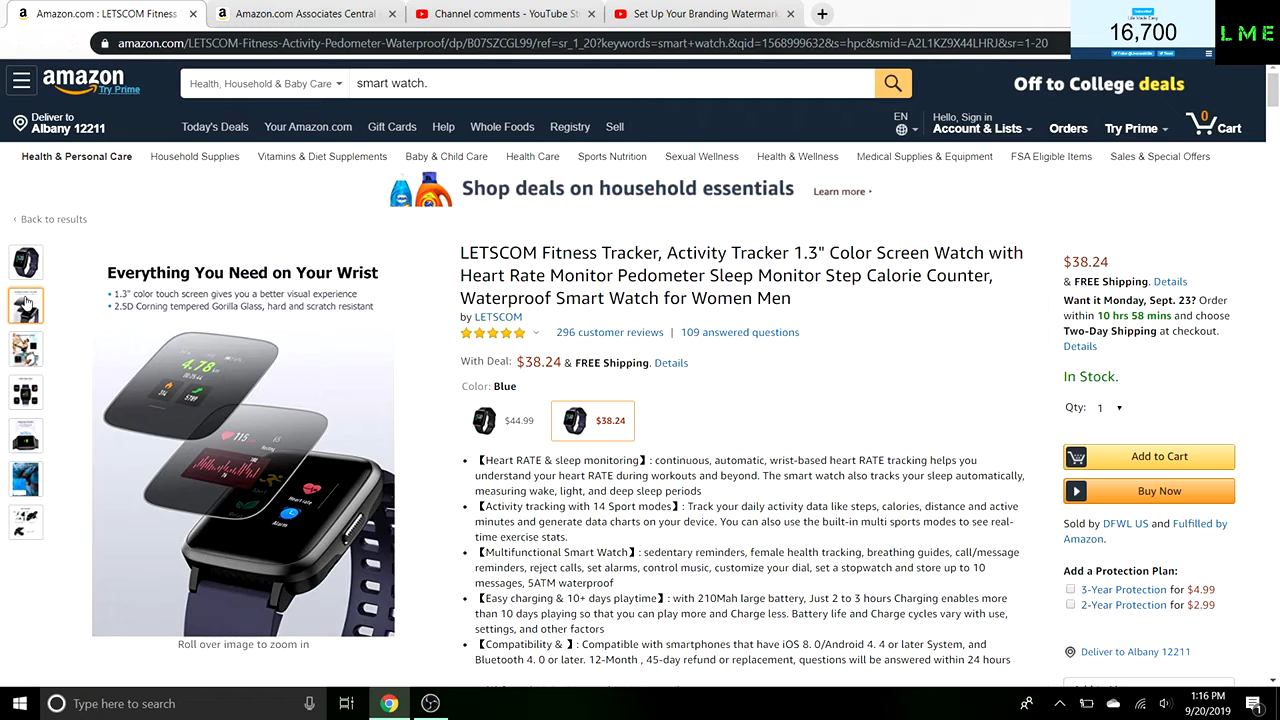 Amazon.com : LETSCOM Fitness
Amazon.com Associates Central
Channel comments - YouTube St
Set Up Your Branding Watermark
amazon.com/LETSCOM-Fitness-Activity-Pedometer-Waterproof/dp/B07SZCGL99/ref=sr_1_20?keywords=smart+watch.&qid=1568999632&s=hpc&smid=A2L1KZ9X44LHRJ&sr=1-20
16,700
LME
amazon
Try Prime
Health, Household & Baby Care
smart watch.
Off to College deals
Deliver to
Albany 12211
Today's Deals
Your Amazon.com
Gift Cards
Help
Whole Foods
Registry
Sell
EN
Hello, Sign in
Account & Lists
Orders
Try Prime
0
Cart
Health & Personal Care
Household Supplies
Vitamins & Diet Supplements
Baby & Child Care
Health Care
Sports Nutrition
Sexual Wellness
Health & Wellness
Medical Supplies & Equipment
FSA Eligible Items
Sales & Special Offers
Shop deals on household essentials
Learn more
‹ Back to results
Everything You Need on Your Wrist
• 1.3" color touch screen gives you a better visual experience
• 2.5D Corning tempered Gorilla Glass, hard and scratch resistant
4.78
314
5789
115
Heart rate
Alarm
Roll over image to zoom in
LETSCOM Fitness Tracker, Activity Tracker 1.3" Color Screen Watch with
Heart Rate Monitor Pedometer Sleep Monitor Step Calorie Counter,
Waterproof Smart Watch for Women Men
by LETSCOM
296 customer reviews | 109 answered questions
With Deal: $38.24 & FREE Shipping. Details
Color: Blue
$44.99
$38.24
• 【Heart RATE & sleep monitoring】: continuous, automatic, wrist-based heart RATE tracking helps you
understand your heart RATE during workouts and beyond. The smart watch also tracks your sleep automatically,
measuring wake, light, and deep sleep periods
• 【Activity tracking with 14 Sport modes】: Track your daily activity data like steps, calories, distance and active
minutes and generate data charts on your device. You can also use the built-in multi sports modes to see real-
time exercise stats.
• 【Multifunctional Smart Watch】: sedentary reminders, female health tracking, breathing guides, call/message
reminders, reject calls, set alarms, control music, customize your dial, set a stopwatch and store up to 10
messages, 5ATM waterproof
• 【Easy charging & 10+ days playtime】: with 210Mah large battery, Just 2 to 3 hours Charging enables more
than 10 days playing so that you can play more and Charge less. Battery life and Charge cycles vary with use,
settings, and other factors
• 【Compatibility & 】: Compatible with smartphones that have iOS 8. 0/Android 4. 4 or later System, and
Bluetooth 4. 0 or later. 12-Month , 45-day refund or replacement, questions will be answered within 24 hours
$38.24
& FREE Shipping. Details
Want it Monday, Sept. 23? Order
within 10 hrs 58 mins and choose
Two-Day Shipping at checkout.
Details
In Stock.
Qty: 1
Add to Cart
Buy Now
Sold by DFWL US and Fulfilled by
Amazon.
Add a Protection Plan:
3-Year Protection for $4.99
2-Year Protection for $2.99
Deliver to Albany 12211
Type here to search
1:16 PM
9/20/2019
1